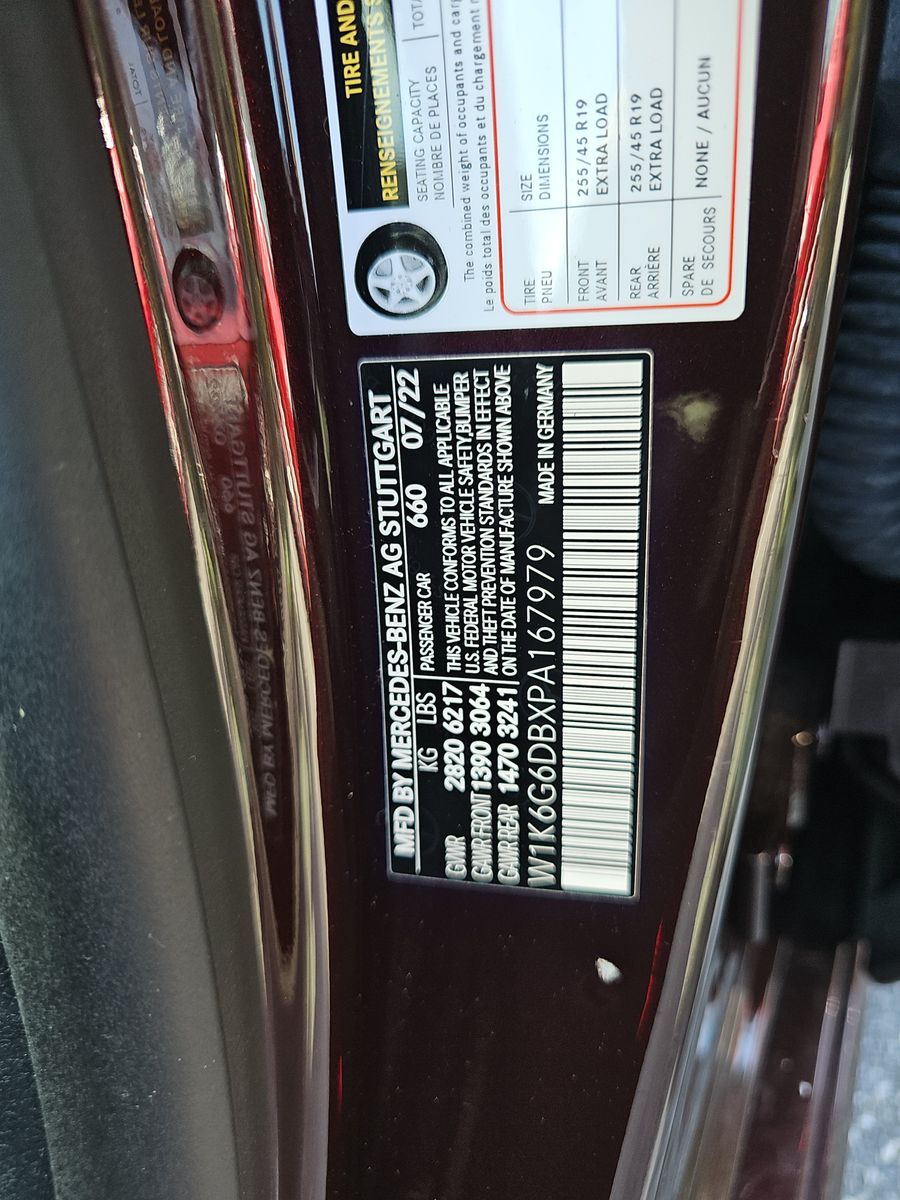 TIRE AND
RENSEIGNEMENTS S
SEATING CAPACITY
NOMBRE DE PLACES
TOTA
The combined weight of occupants and carg
Le poids total des occupants et du chargement
TIRE SIZE
PNEU DIMENSIONS
FRONT 255/45 R19
AVANT EXTRA LOAD
REAR 255/45 R19
ARRIÈRE EXTRA LOAD
SPARE
DE SECOURS NONE / AUCUN
MFD BY MERCEDES-BENZ AG STUTTGART
KG LBS PASSENGER CAR 660 07/22
GVWR 2820 6217 THIS VEHICLE CONFORMS TO ALL APPLICABLE
GAWR FRONT 1390 3064 U.S. FEDERAL MOTOR VEHICLE SAFETY, BUMPER
AND THEFT PREVENTION STANDARDS IN EFFECT
GAWR REAR 1470 3241 ON THE DATE OF MANUFACTURE SHOWN ABOVE
W1K6G6DBXPA167979 MADE IN GERMANY